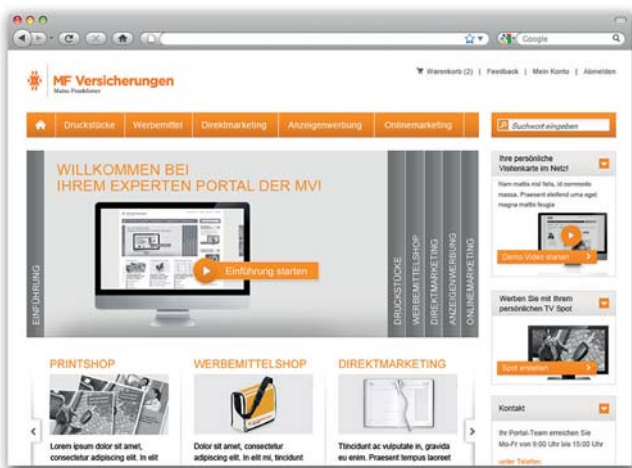 Google
Warenkorb (2) | Feedback | Mein Konto | Abmelden
MF Versicherungen
Mainz Frankfurter
Druckstücke
Werbemittel
Direktmarketing
Anzeigenwerbung
Onlinemarketing
Suchwort eingeben
WILLKOMMEN BEI
IHREM EXPERTEN PORTAL DER MVI
Einführung starten
EINFÜHRUNG
DRUCKSTÜCKE
WERBEMITTELSHOP
DIREKTMARKETING
ANZEIGENWERBUNG
ONLINEMARKETING
Ihre persönliche
Visitenkarte im Netz!
Nam mattis nisl felis, id commodo
massa. Praesent eleifend urna eget
magna mattis feugia
Demo-Video starten
Werben Sie mit Ihrem
persönlichen TV Spot
Spot erstellen
Kontakt
Ihr Portal-Team erreichen Sie
Mo-Fr von 9:00 Uhr bis 15:00 Uhr
unter Telefon:
PRINTSHOP
Lorem ipsum dolor sit amet,
consectetur adipiscing elit. In elit
WERBEMITTELSHOP
Dolor sit amet, consectetur
adipiscing elit. In elit mi, tincidunt
DIREKTMARKETING
Ttincidunt ac vulputate in, gravida
eu enim. Praesent tempus laoreet